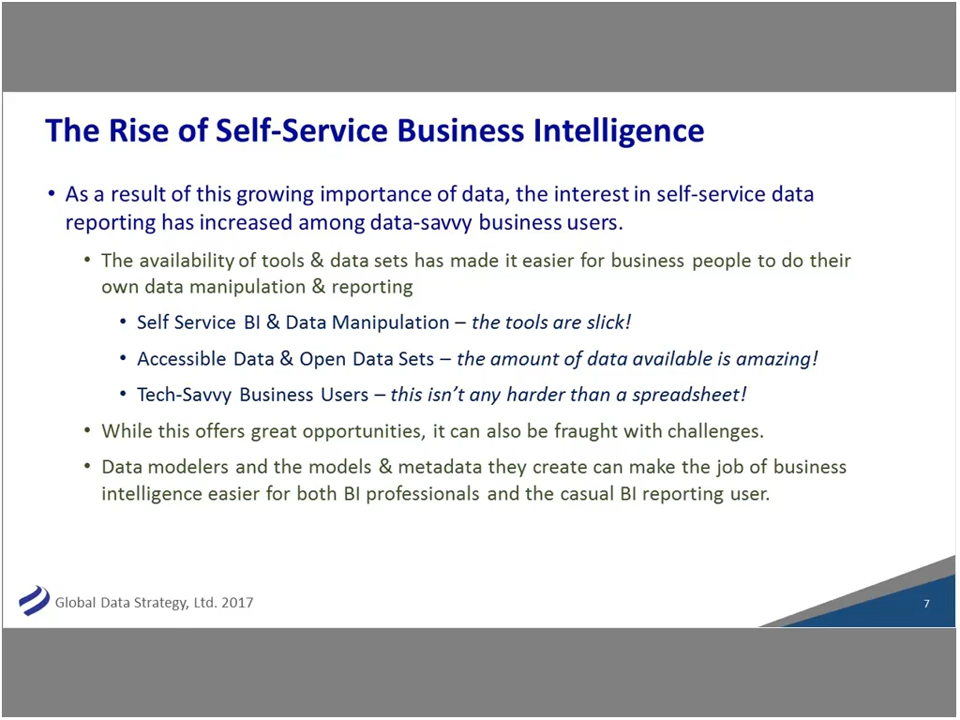 The Rise of Self-Service Business Intelligence
• As a result of this growing importance of data, the interest in self-service data
reporting has increased among data-savvy business users.
• The availability of tools & data sets has made it easier for business people to do their
own data manipulation & reporting
• Self Service BI & Data Manipulation – the tools are slick!
• Accessible Data & Open Data Sets – the amount of data available is amazing!
• Tech-Savvy Business Users – this isn’t any harder than a spreadsheet!
• While this offers great opportunities, it can also be fraught with challenges.
• Data modelers and the models & metadata they create can make the job of business
intelligence easier for both BI professionals and the casual BI reporting user.
Global Data Strategy, Ltd. 2017
7